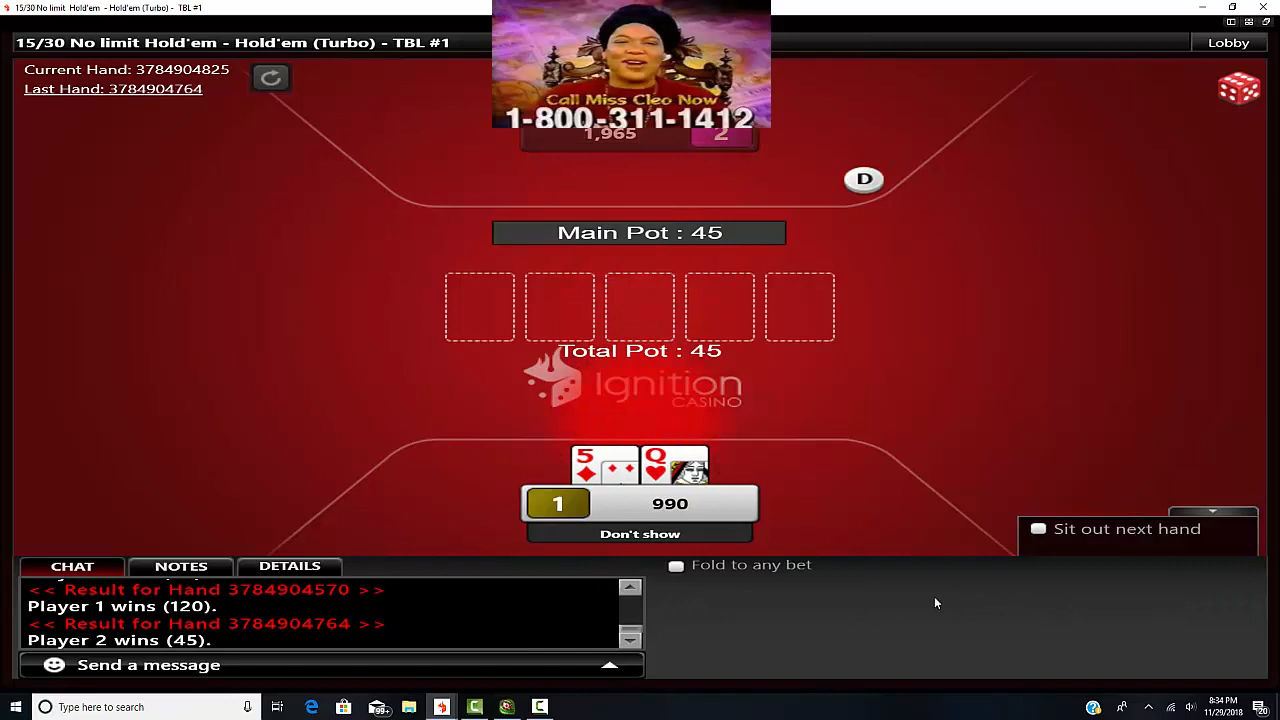 15/30 No limit Hold'em - Hold'em (Turbo) - TBL #1
15/30 No limit Hold'em - Hold'em (Turbo) - TBL #1
Lobby
Current Hand: 3784904825
Last Hand: 3784904764
Call Miss Cleo Now
1-800-311-1412
1,965 2
D
Main Pot : 45
Total Pot : 45
Ignition
CASINO
5 Q
1 990
Don't show
Sit out next hand
CHAT NOTES DETAILS
Fold to any bet
<< Result for Hand 3784904570 >>
Player 1 wins (120).
<< Result for Hand 3784904764 >>
Player 2 wins (45).
Send a message
Type here to search
99+
8:34 PM
11/29/2018
20